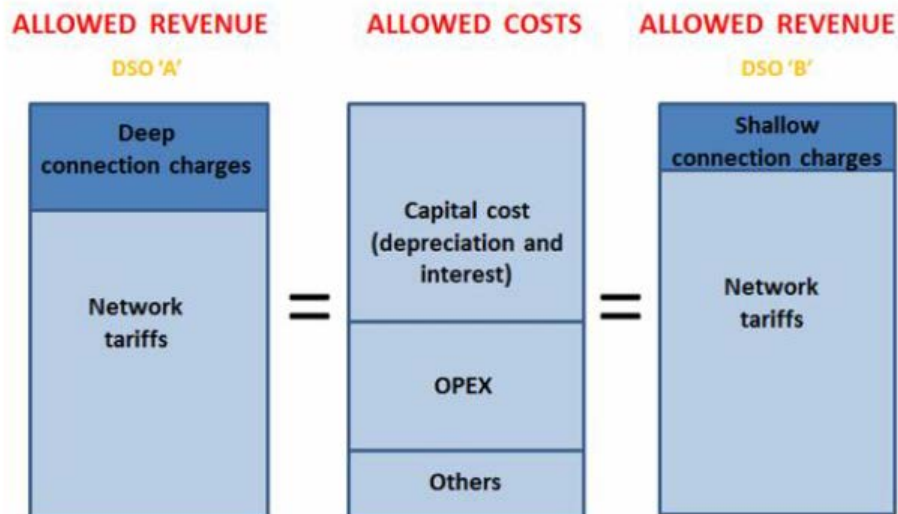 ALLOWED REVENUE
DSO 'A'
Deep
connection charges
Network
tariffs
=
ALLOWED COSTS
Capital cost
(depreciation and
interest)
OPEX
Others
=
ALLOWED REVENUE
DSO 'B'
Shallow
connection charges
Network
tariffs